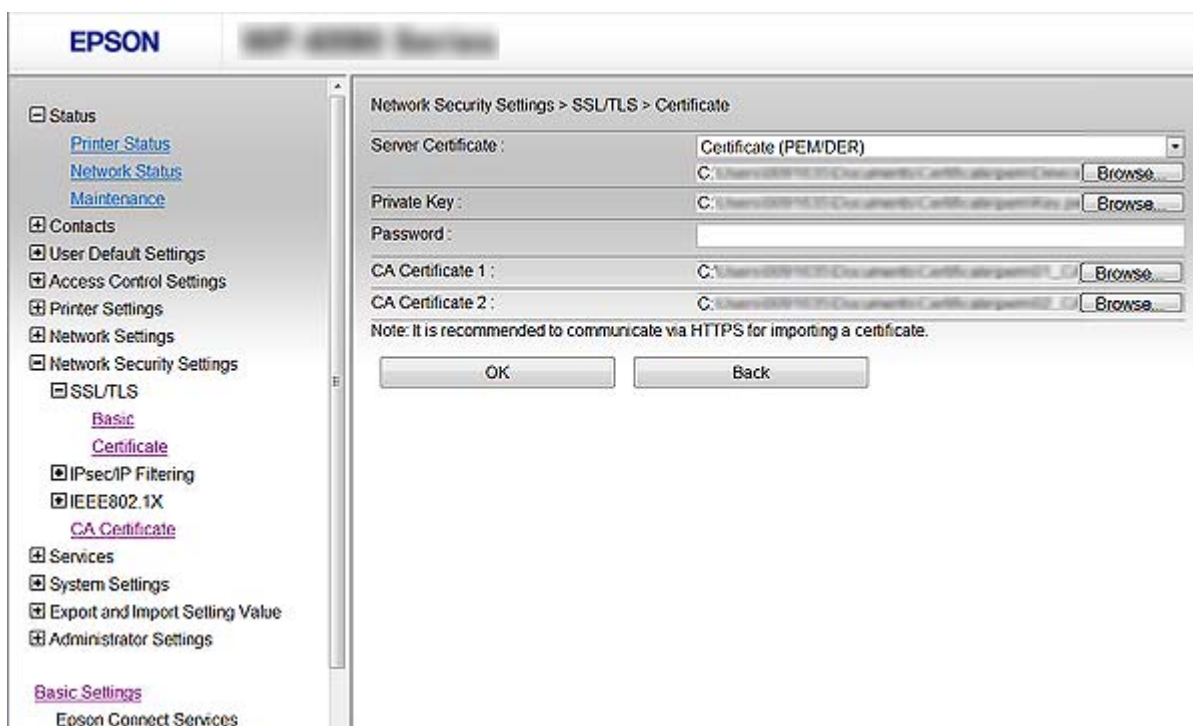 EPSON
Status
Printer Status
Network Status
Maintenance
Contacts
User Default Settings
Access Control Settings
Printer Settings
Network Settings
Network Security Settings
SSL/TLS
Basic
Certificate
IPsec/IP Filtering
IEEE802.1X
CA Certificate
Services
System Settings
Export and Import Setting Value
Administrator Settings
Basic Settings
Epson Connect Services
Network Security Settings > SSL/TLS > Certificate
Server Certificate :
Certificate (PEM/DER)
C: Browse...
Private Key :
C: Browse...
Password :
CA Certificate 1 :
C: Browse...
CA Certificate 2 :
C: Browse...
Note: It is recommended to communicate via HTTPS for importing a certificate.
OK Back